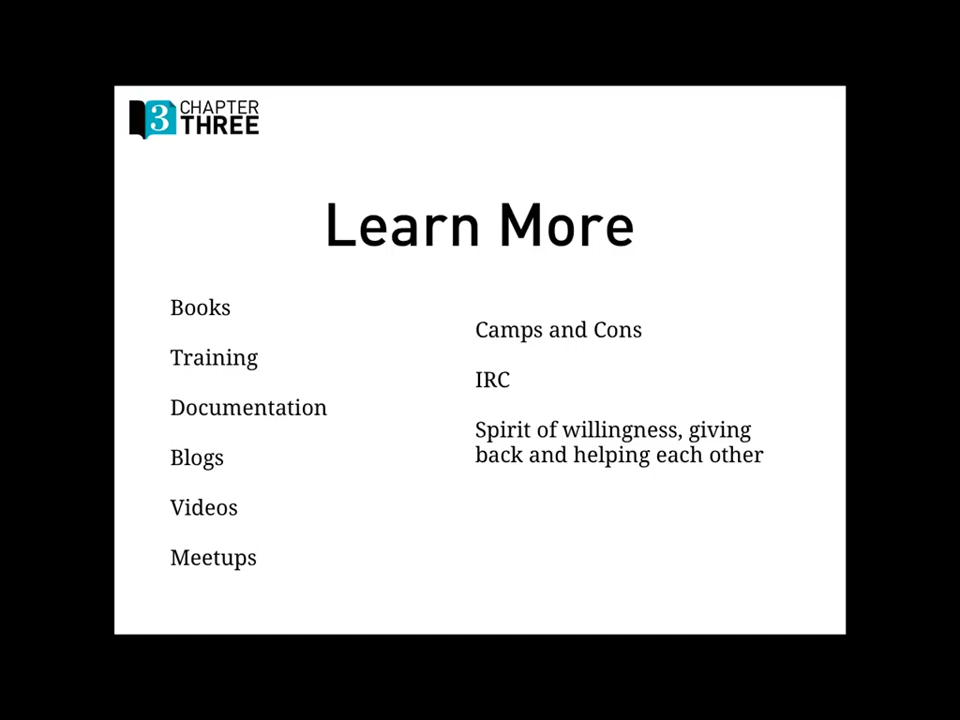 3 CHAPTER
THREE
Learn More
Books
Training
Documentation
Blogs
Videos
Meetups
Camps and Cons
IRC
Spirit of willingness, giving
back and helping each other